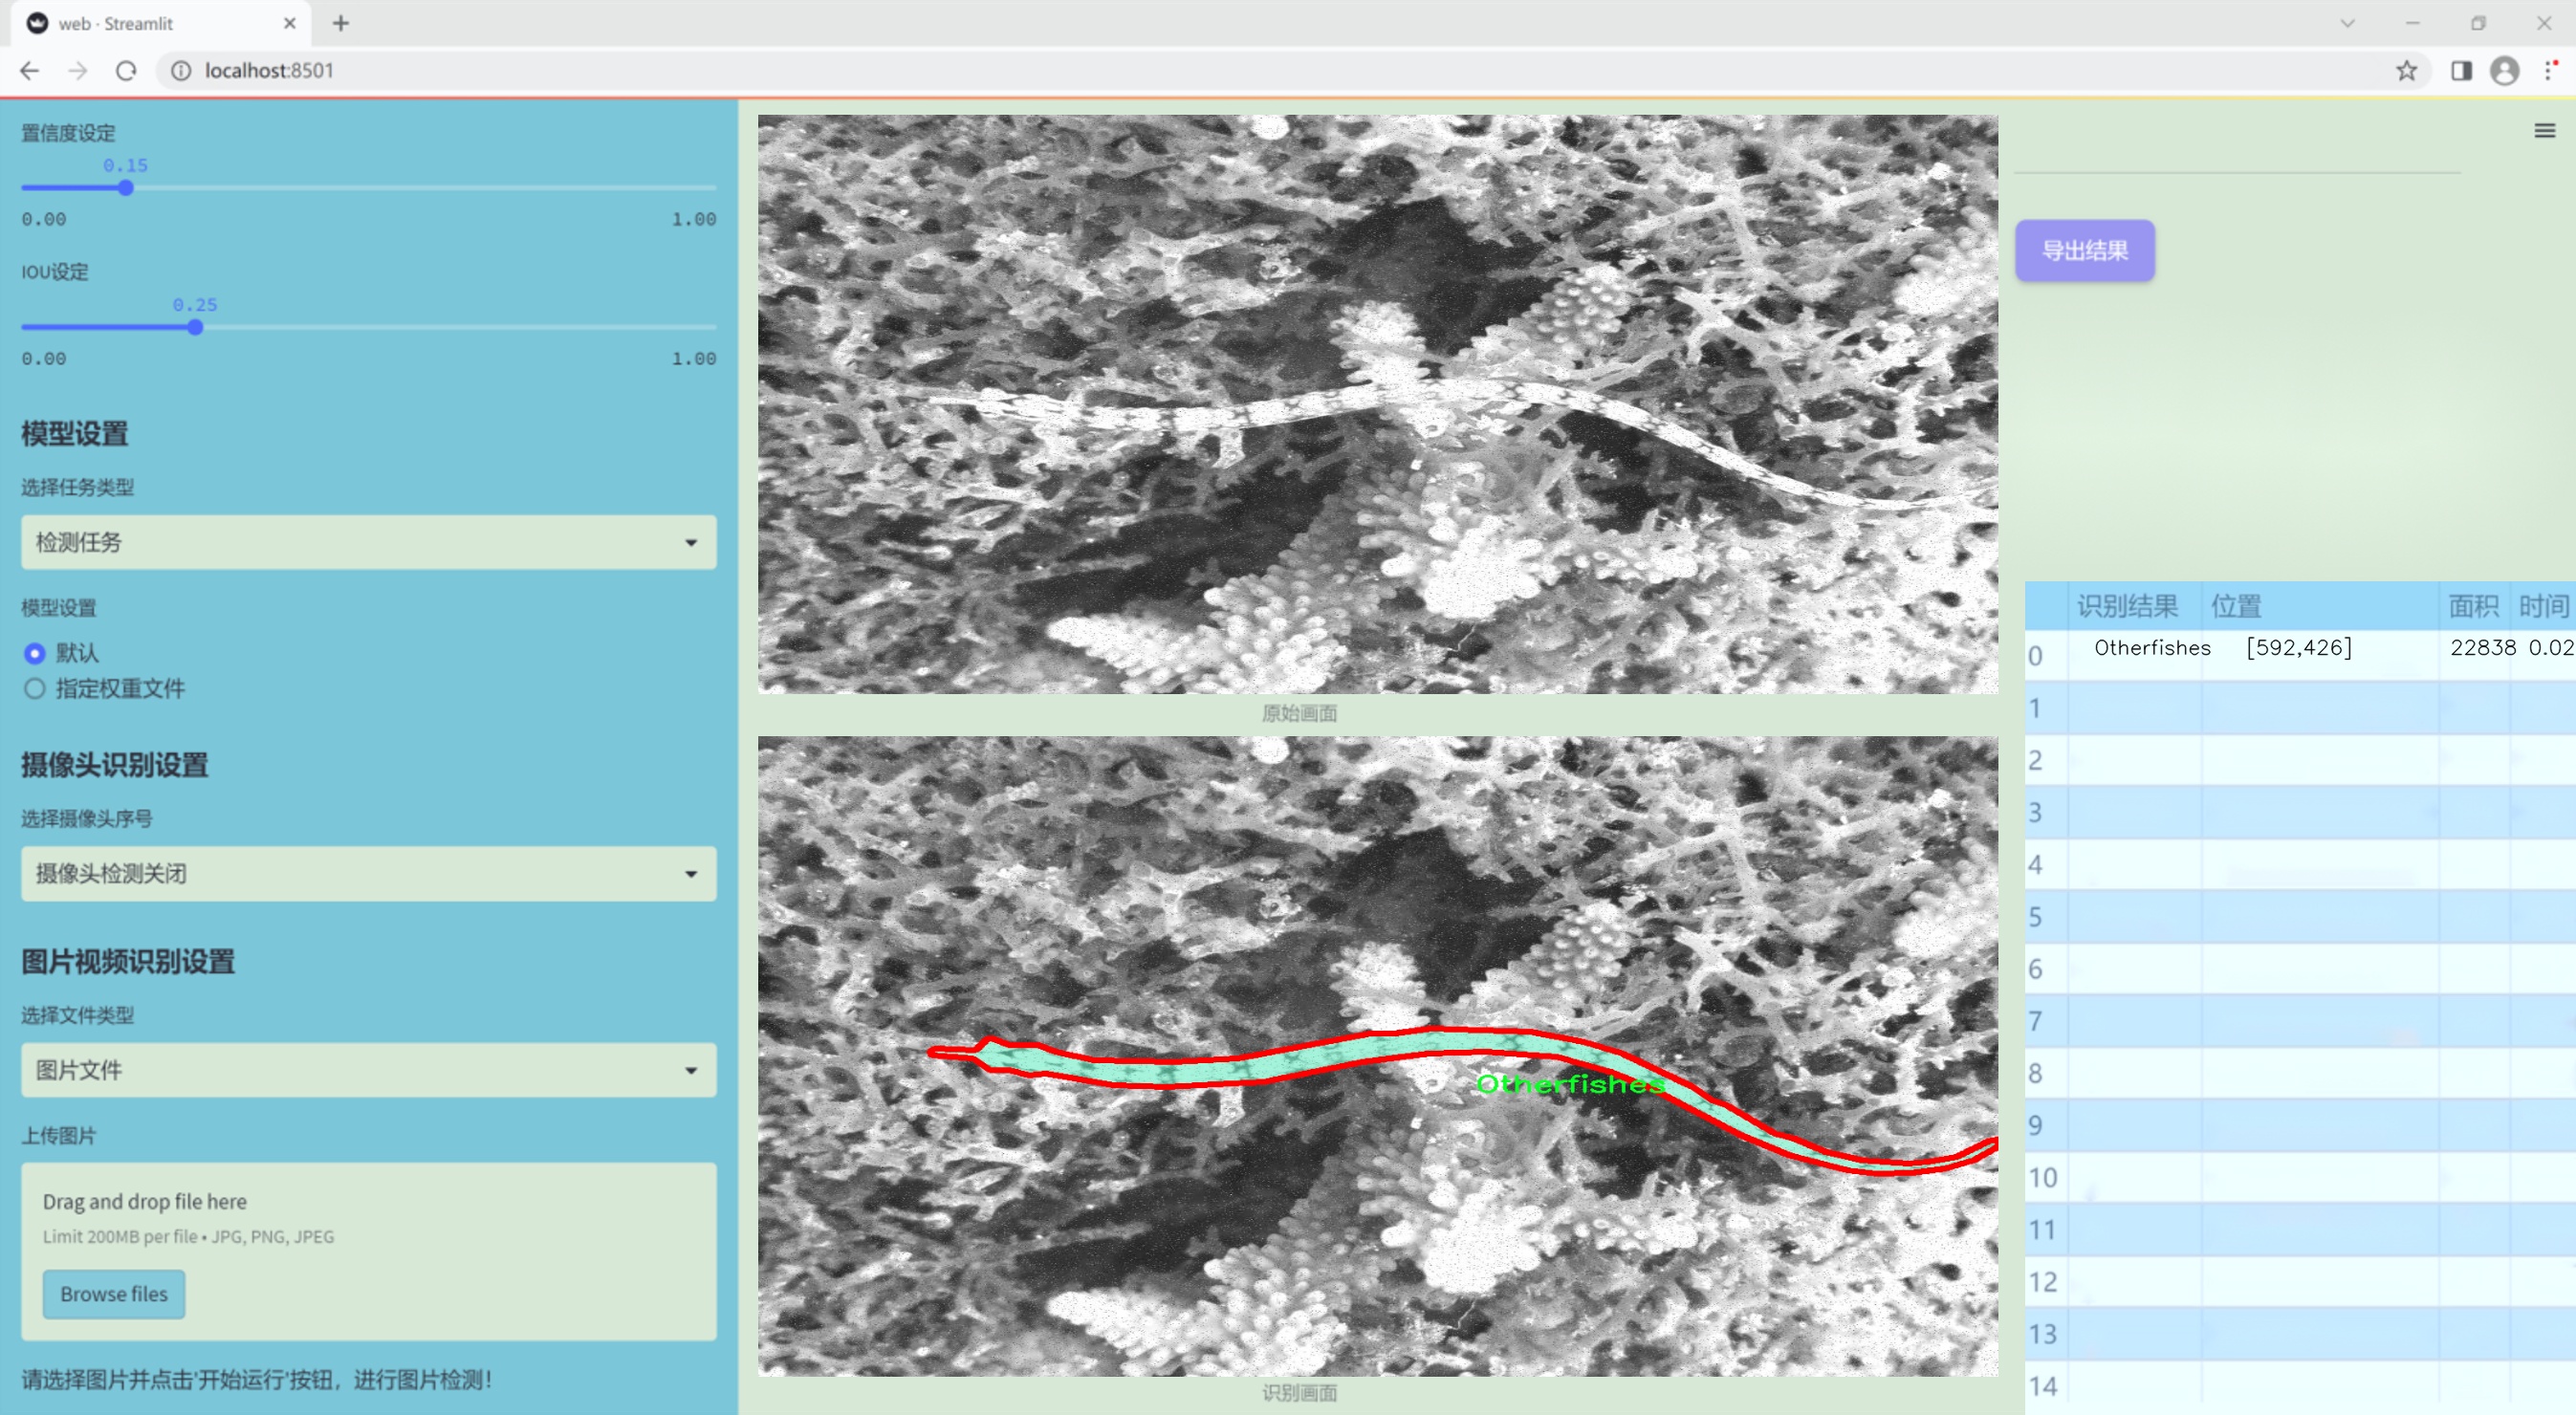 web · Streamlit
localhost:8501
置信度设定
0.15
0.00 1.00
IOU设定
0.25
0.00 1.00
模型设置
选择任务类型
检测任务
模型设置
默认
指定权重文件
摄像头识别设置
选择摄像头序号
摄像头检测关闭
图片视频识别设置
选择文件类型
图片文件
上传图片
Drag and drop file here
Limit 200MB per file • JPG, PNG, JPEG
Browse files
请选择图片并点击'开始运行'按钮，进行图片检测！
原始画面
Otherfishes
识别画面
导出结果
识别结果 位置 面积 时间
0 Otherfishes [592,426] 22838 0.02
1
2
3
4
5
6
7
8
9
10
11
12
13
14